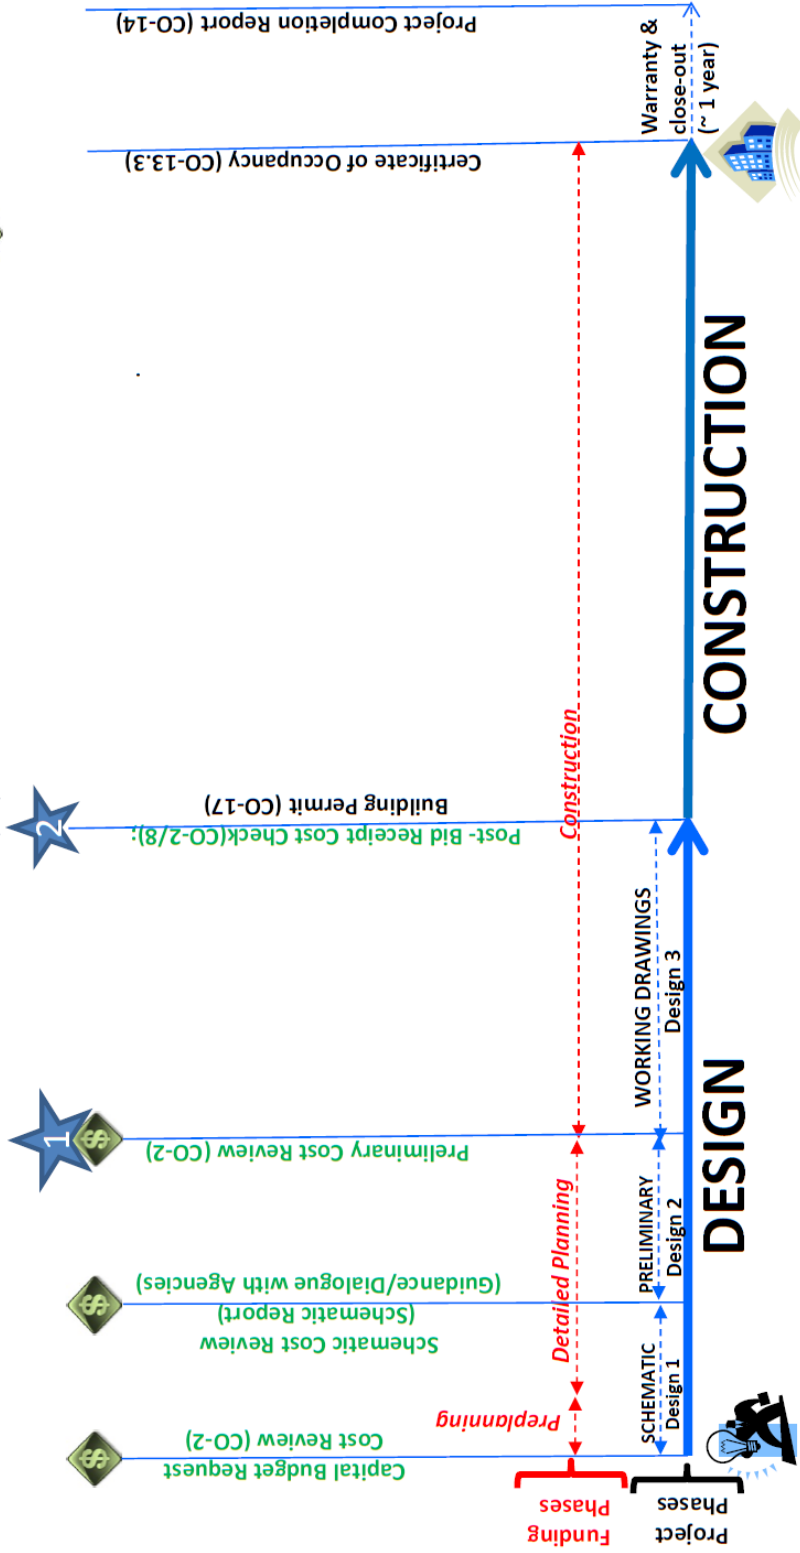 2
1
$
$
$
Capital Budget Request
Cost Review (CO-2)
Schematic Cost Review
(Schematic Report)
(Guidance/Dialogue with Agencies)
Preliminary Cost Review (CO-2)
Post- Bid Receipt Cost Check(CO-2/8);
Building Permit (CO-17)
Certificate of Occupancy (CO-13.3)
Project Completion Report (CO-14)
Funding
Phases
Preplanning
Detailed Planning
Construction
Project
Phases
SCHEMATIC
Design 1
PRELIMINARY
Design 2
WORKING DRAWINGS
Design 3
Warranty &
close-out
(~ 1 year)
DESIGN
CONSTRUCTION